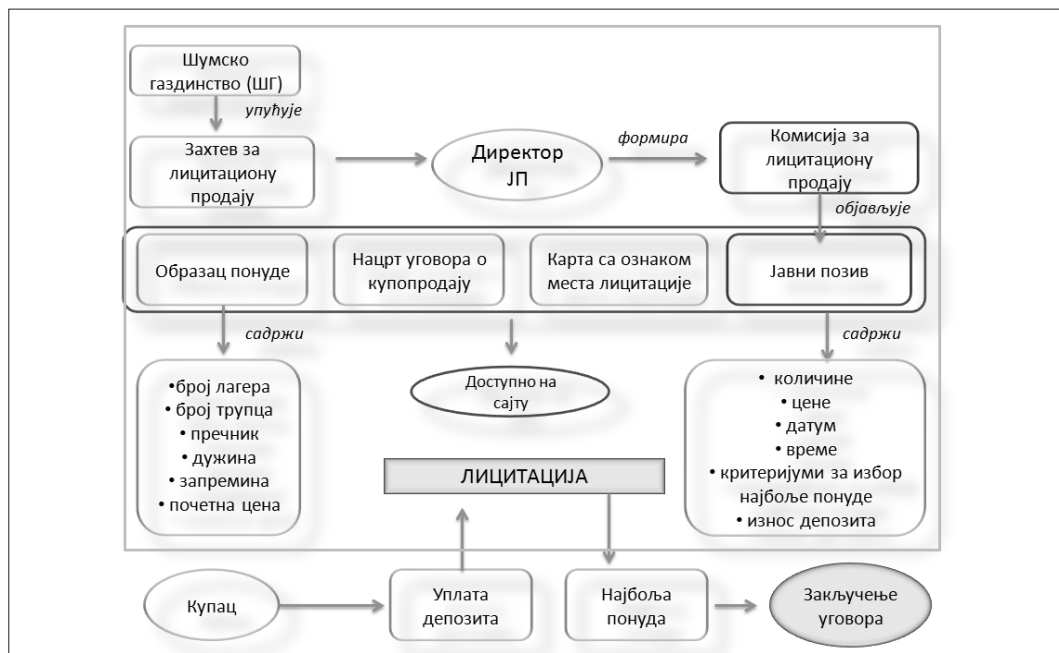 Шумско
газдинство (ШГ)
упућује
Захтев за
лицитациону
продају
Директор
ЈП
формира
Комисија за
лицитациону
продају
објављује
Образац понуде
Нацрт уговора о
купопродају
Карта са ознаком
места лицитације
Јавни позив
садржи
садржи
•број лагера
• број трупца
• пречник
• дужина
• запремина
• почетна цена
Доступно на
сајту
• количине
• цене
• датум
• време
• критеријуми за избор
најбоље понуде
• износ депозита
ЛИЦИТАЦИЈА
Купац
Уплата
депозита
Најбоља
понуда
Закључење
уговора